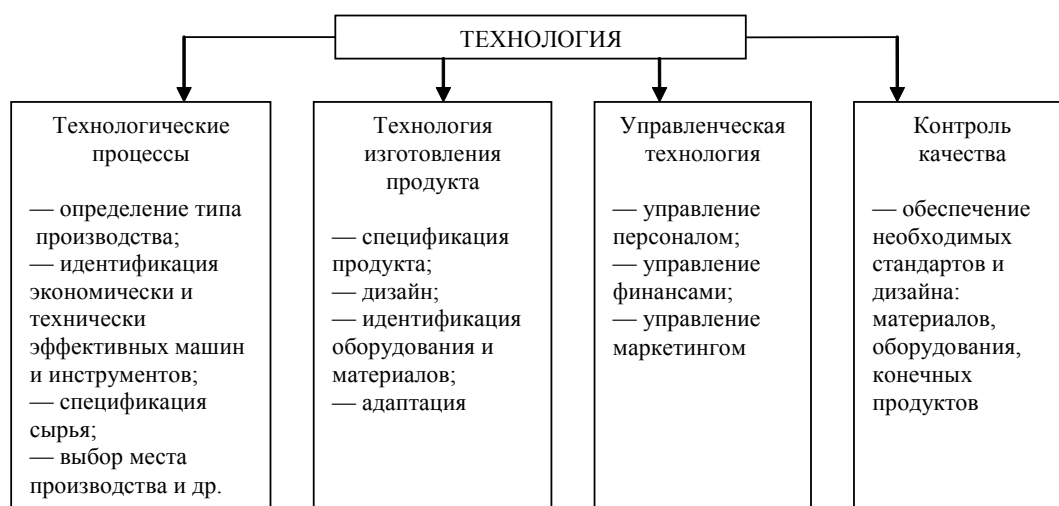 ТЕХНОЛОГИЯ
Технологические
процессы
— определение типа
производства;
— идентификация
экономически и
технически
эффективных машин
и инструментов;
— спецификация
сырья;
— выбор места
производства и др.
Технология
изготовления
продукта
— спецификация
продукта;
— дизайн;
— идентификация
оборудования и
материалов;
— адаптация
Управленческая
технология
— управление
персоналом;
— управление
финансами;
— управление
маркетингом
Контроль
качества
— обеспечение
необходимых
стандартов и
дизайна:
материалов,
оборудования,
конечных
продуктов